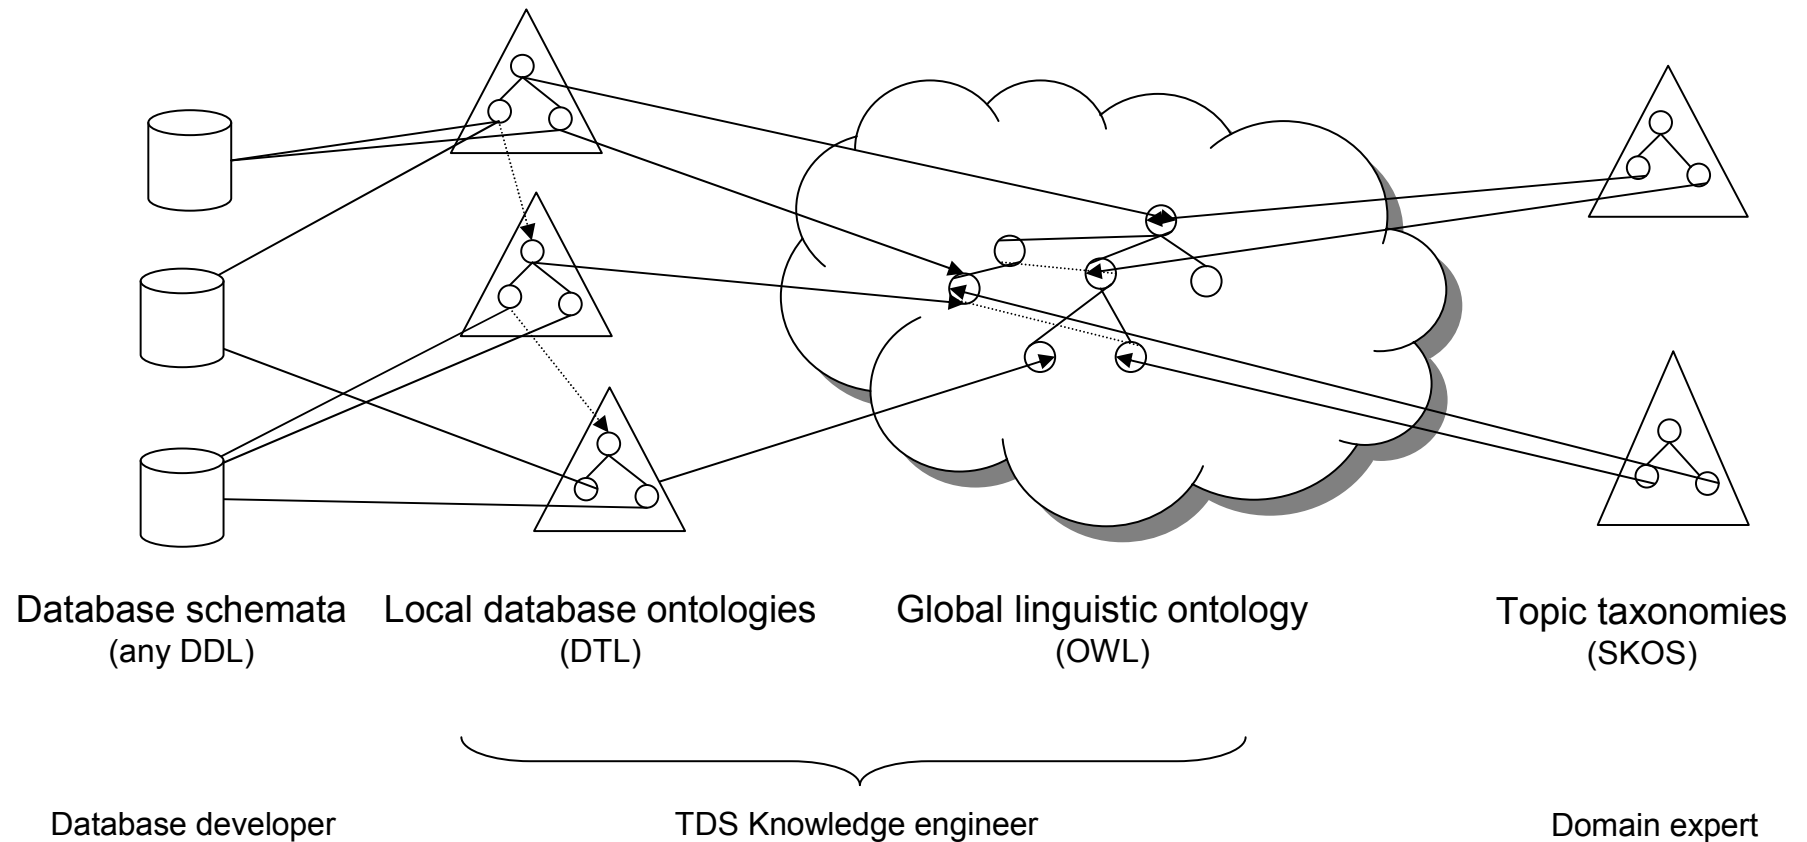 Database schemata
(any DDL)
Local database ontologies
(DTL)
Global linguistic ontology
(OWL)
Topic taxonomies
(SKOS)
Database developer
TDS Knowledge engineer
Domain expert